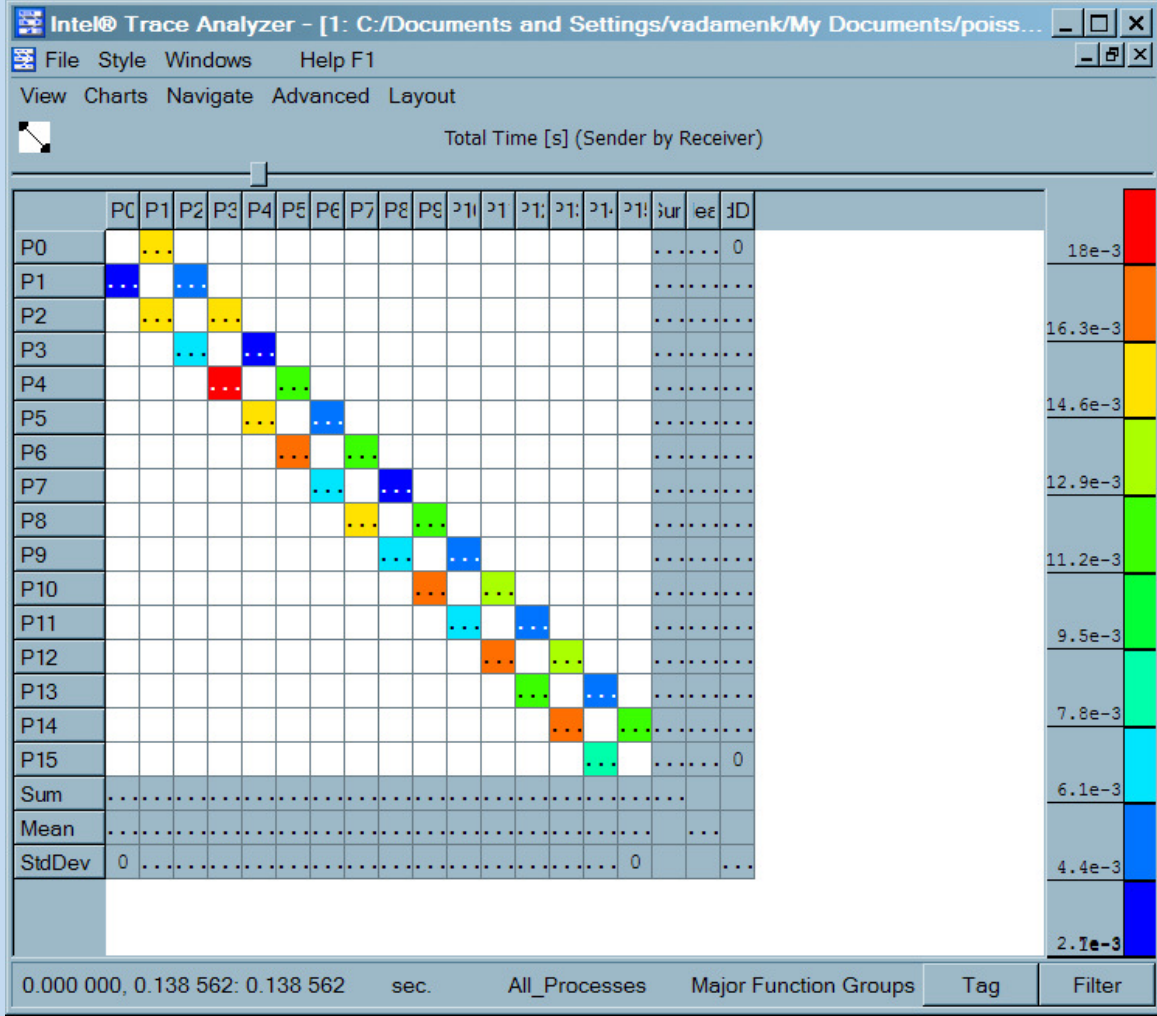 Intel® Trace Analyzer - [1: C:/Documents and Settings/vadamenk/My Documents/poiss...
File Style Windows Help F1
View Charts Navigate Advanced Layout
Total Time [s] (Sender by Receiver)
P0 P1 P2 P3 P4 P5 P6 P7 P8 P9
P0 ... ... ... 0
P1 ... ... ... ... ...
P2 ... ... ... ... ...
P3 ... ... ... ... ...
P4 ... ... ... ... ...
P5 ... ... ... ... ...
P6 ... ... ... ... ...
P7 ... ... ... ... ...
P8 ... ... ... ... ...
P9 ... ... ... ... ...
P10 ... ... ... ... ...
P11 ... ... ... ... ...
P12 ... ... ... ... ...
P13 ... ... ... ... ...
P14 ... ... ... ... ...
P15 ... ... ... 0
Sum ... ... ... ... ... ... ... ... ... ... ... ... ... ... ... ... ...
Mean ... ... ... ... ... ... ... ... ... ... ... ... ... ... ... ... ...
StdDev 0 ... ... ... ... ... ... ... ... ... ... ... ... ... ... 0 ...
18e-3
16.3e-3
14.6e-3
12.9e-3
11.2e-3
9.5e-3
7.8e-3
6.1e-3
4.4e-3
0.000 000, 0.138 562: 0.138 562 sec. All_Processes Major Function Groups Tag Filter